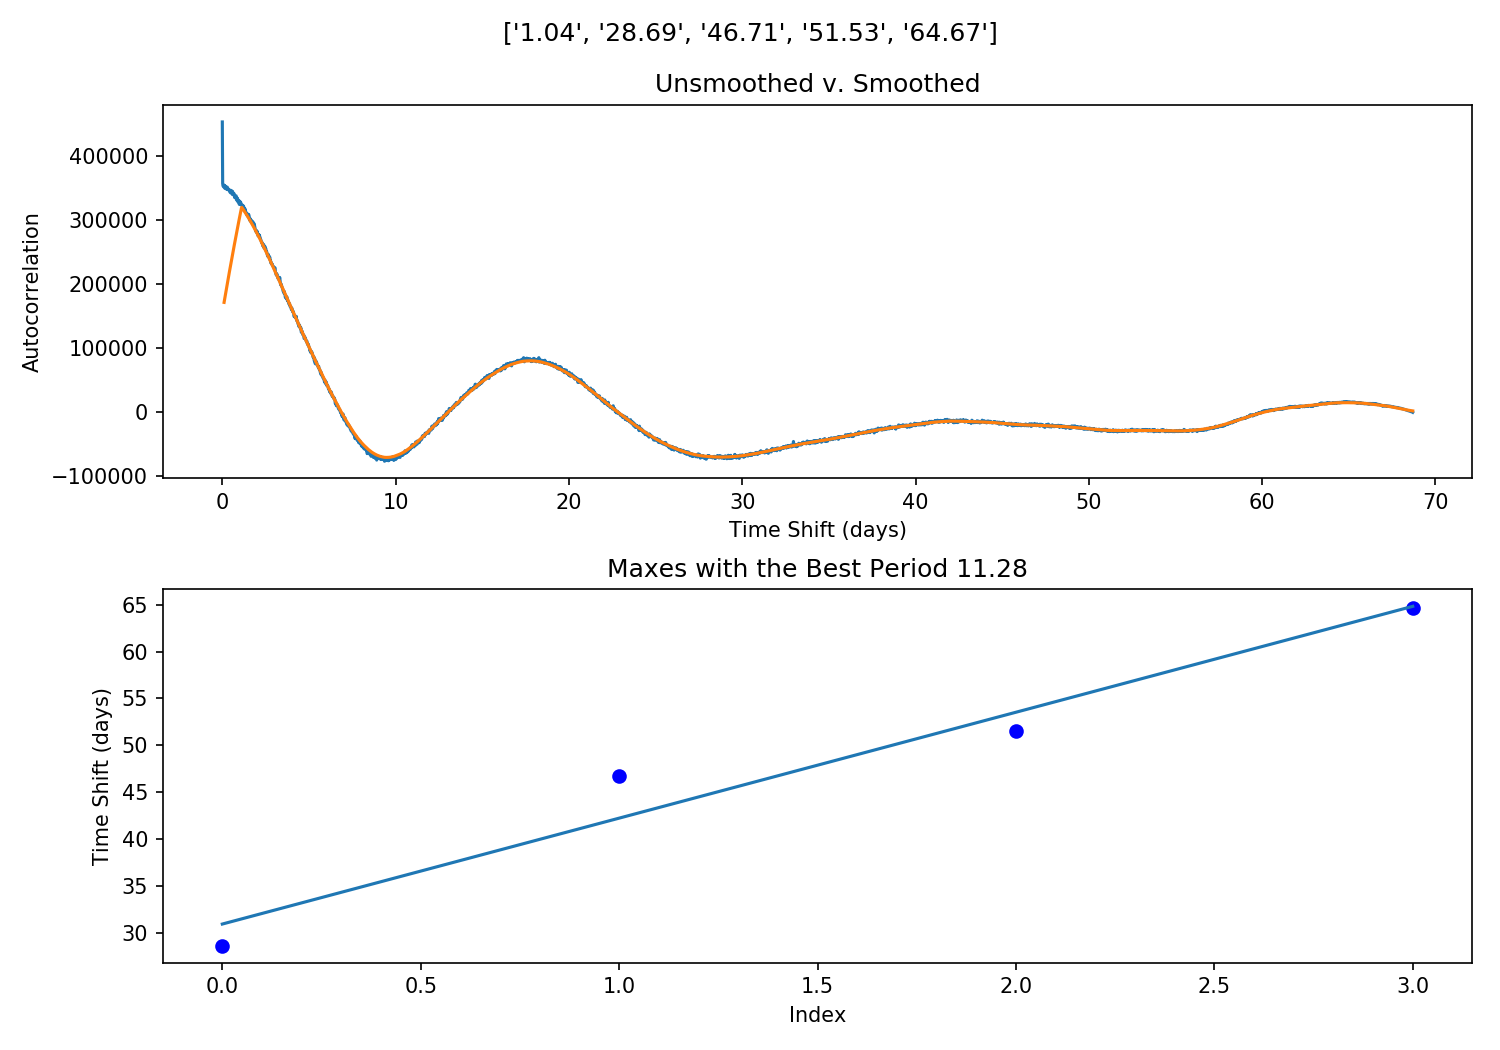 ['1.04', '28.69', '46.71', '51.53', '64.67']
Unsmoothed v. Smoothed
Autocorrelation
400000
300000
200000
100000
0
−100000
0 10 20 30 40 50 60 70
Time Shift (days)
Maxes with the Best Period 11.28
Time Shift (days)
65
60
55
50
45
40
35
30
0.0 0.5 1.0 1.5 2.0 2.5 3.0
Index